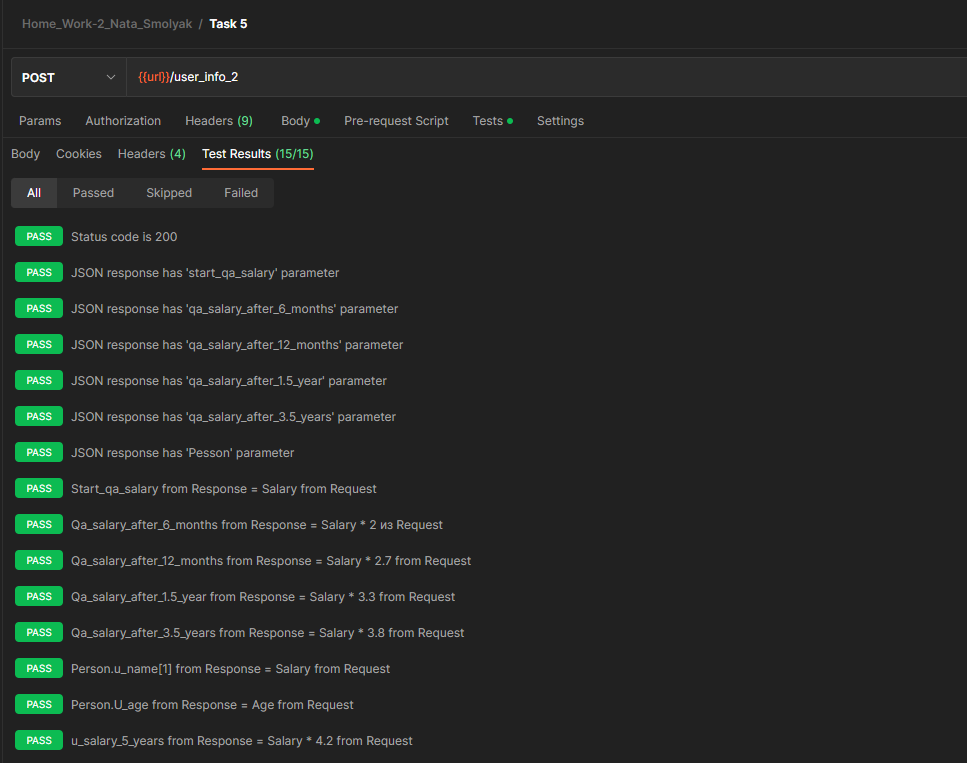 Home_Work-2_Nata_Smolyak / Task 5
POST {{url}}/user_info_2
Params Authorization Headers (9) Body Pre-request Script Tests Settings
Body Cookies Headers (4) Test Results (15/15)
All Passed Skipped Failed
PASS Status code is 200
PASS JSON response has 'start_qa_salary' parameter
PASS JSON response has 'qa_salary_after_6_months' parameter
PASS JSON response has 'qa_salary_after_12_months' parameter
PASS JSON response has 'qa_salary_after_1.5_year' parameter
PASS JSON response has 'qa_salary_after_3.5_years' parameter
PASS JSON response has 'Pesson' parameter
PASS Start_qa_salary from Response = Salary from Request
PASS Qa_salary_after_6_months from Response = Salary * 2 из Request
PASS Qa_salary_after_12_months from Response = Salary * 2.7 from Request
PASS Qa_salary_after_1.5_year from Response = Salary * 3.3 from Request
PASS Qa_salary_after_3.5_years from Response = Salary * 3.8 from Request
PASS Person.u_name[1] from Response = Salary from Request
PASS Person.U_age from Response = Age from Request
PASS u_salary_5_years from Response = Salary * 4.2 from Request